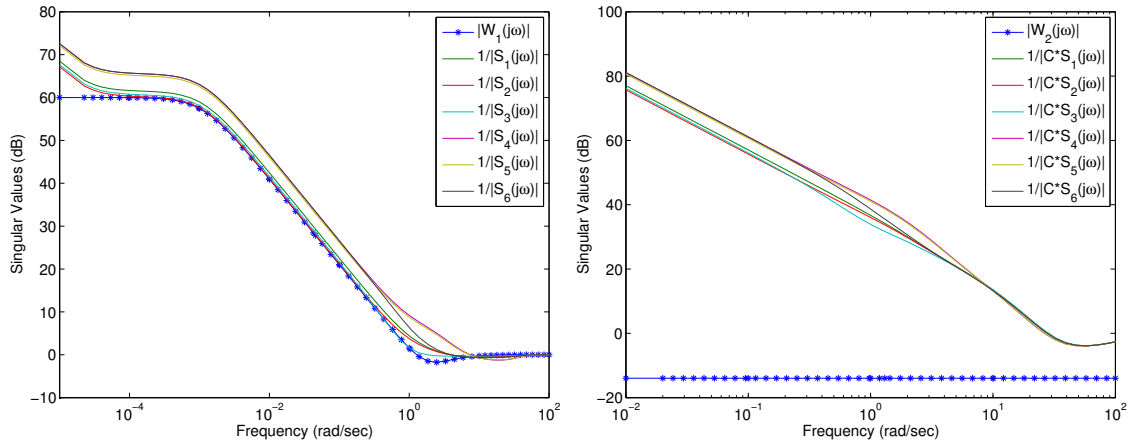 80
70
60
50
40
30
20
10
0
−10
10^−4
10^−2
10^0
10^2
Frequency (rad/sec)
Singular Values (dB)
|W_1(jω)|
1/|S_1(jω)|
1/|S_2(jω)|
1/|S_3(jω)|
1/|S_4(jω)|
1/|S_5(jω)|
1/|S_6(jω)|
100
80
60
40
20
0
−20
10^−2
10^−1
10^0
10^1
10^2
Frequency (rad/sec)
Singular Values (dB)
|W_2(jω)|
1/|C*S_1(jω)|
1/|C*S_2(jω)|
1/|C*S_3(jω)|
1/|C*S_4(jω)|
1/|C*S_5(jω)|
1/|C*S_6(jω)|